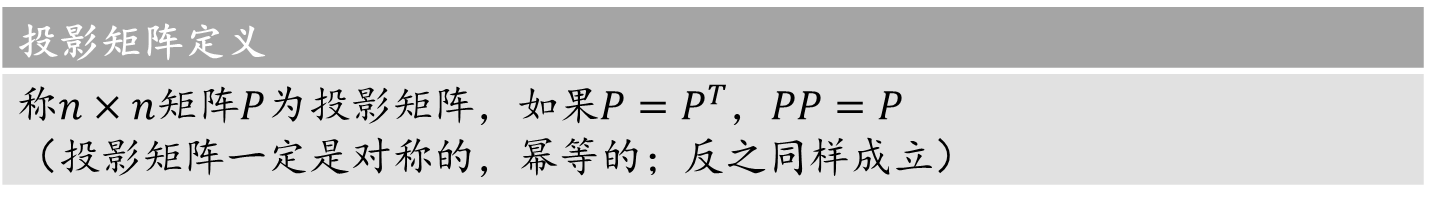 投影矩阵定义
称n × n矩阵P为投影矩阵，如果P = Pᵀ，PP = P
（投影矩阵一定是对称的，幂等的；反之同样成立）